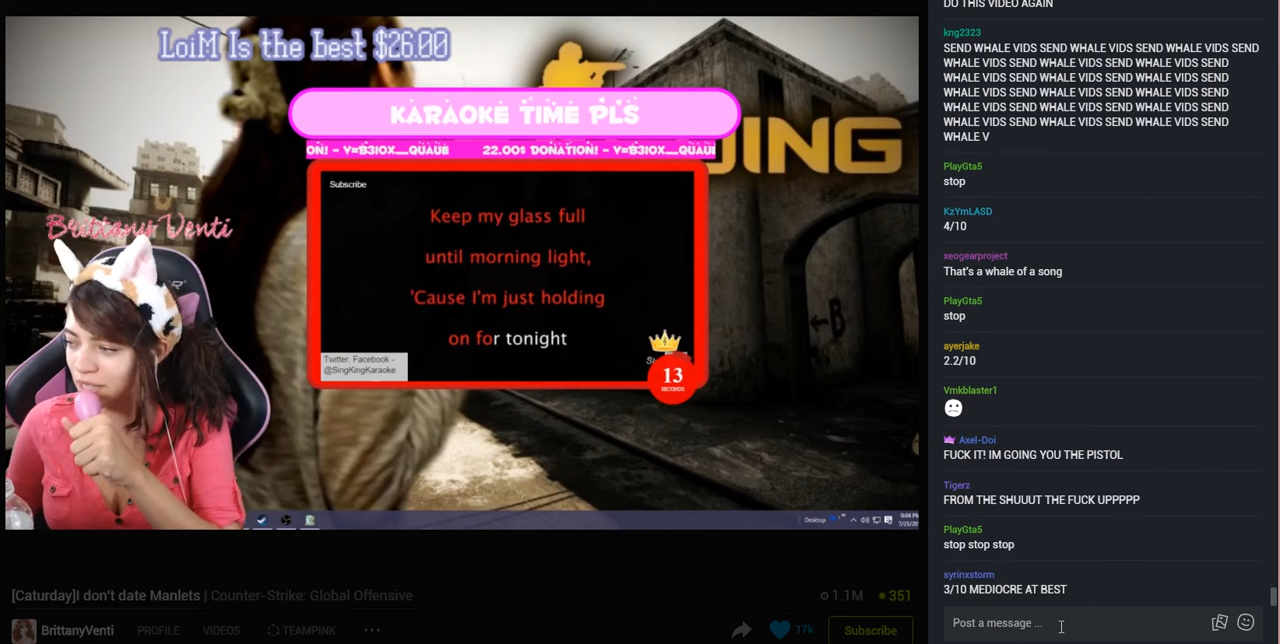 LoiM Is the best $26.00
KARAOKE TIME PLS
ON! - V=B3IOX__QUAUE 22.00$ DONATION! - V=B3IOX__QUAUE
Subscribe
Keep my glass full
until morning light,
'Cause I'm just holding
on for tonight
Twitter, Facebook -
@SingKingKaraoke
13
SECONDS
Brittany Venti
B
Desktop
9:04 PM
[Caturday]I don't date Manlets | Counter-Strike: Global Offensive
1.1M
351
BrittanyVenti
PROFILE
VIDEOS
TEAMPINK
17k
Subscribe
DO THIS VIDEO AGAIN
kng2323
SEND WHALE VIDS SEND WHALE VIDS SEND WHALE VIDS SEND
WHALE VIDS SEND WHALE VIDS SEND WHALE VIDS SEND
WHALE VIDS SEND WHALE VIDS SEND WHALE VIDS SEND
WHALE VIDS SEND WHALE VIDS SEND WHALE VIDS SEND
WHALE VIDS SEND WHALE VIDS SEND WHALE VIDS SEND
WHALE VIDS SEND WHALE VIDS SEND WHALE VIDS SEND
WHALE V
PlayGta5
stop
KzYmLASD
4/10
xeogearproject
That's a whale of a song
PlayGta5
stop
ayerjake
2.2/10
Vmkblaster1
Axel-Doi
FUCK IT! IM GOING YOU THE PISTOL
Tigerz
FROM THE SHUUUT THE FUCK UPPPPP
PlayGta5
stop stop stop
syrinxstorm
3/10 MEDIOCRE AT BEST
Post a message ...